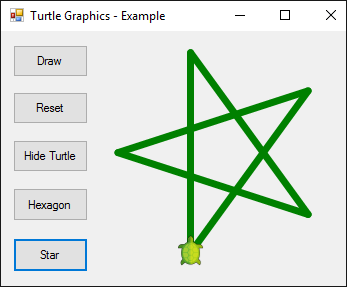 Turtle Graphics - Example
Draw
Reset
Hide Turtle
Hexagon
Star